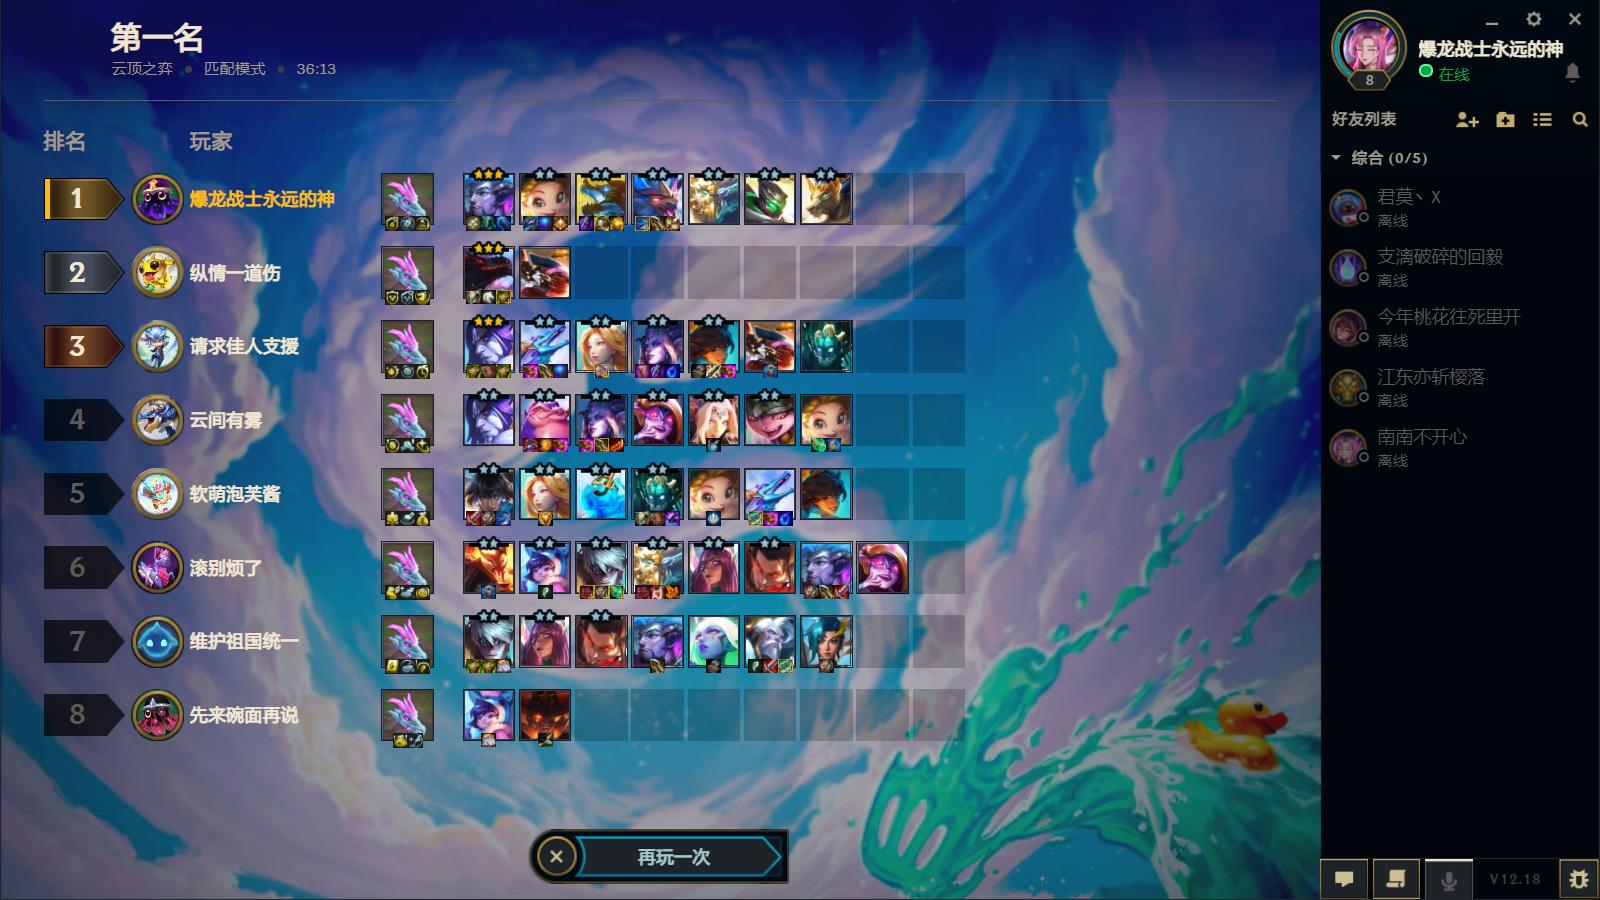 第一名
云顶之弈 • 匹配模式 • 36:13
排名 玩家
1 爆龙战士永远的神
2 纵情一道伤
3 请求佳人支援
4 云间有雾
5 软萌泡芙酱
6 滚别烦了
7 维护祖国统一
8 先来碗面再说
再玩一次
爆龙战士永远的神
8
在线
好友列表
综合 (0/5)
君莫丶X
离线
支漓破碎的回毅
离线
今年桃花往死里开
离线
江东亦斩樱落
离线
南南不开心
离线
V12.18